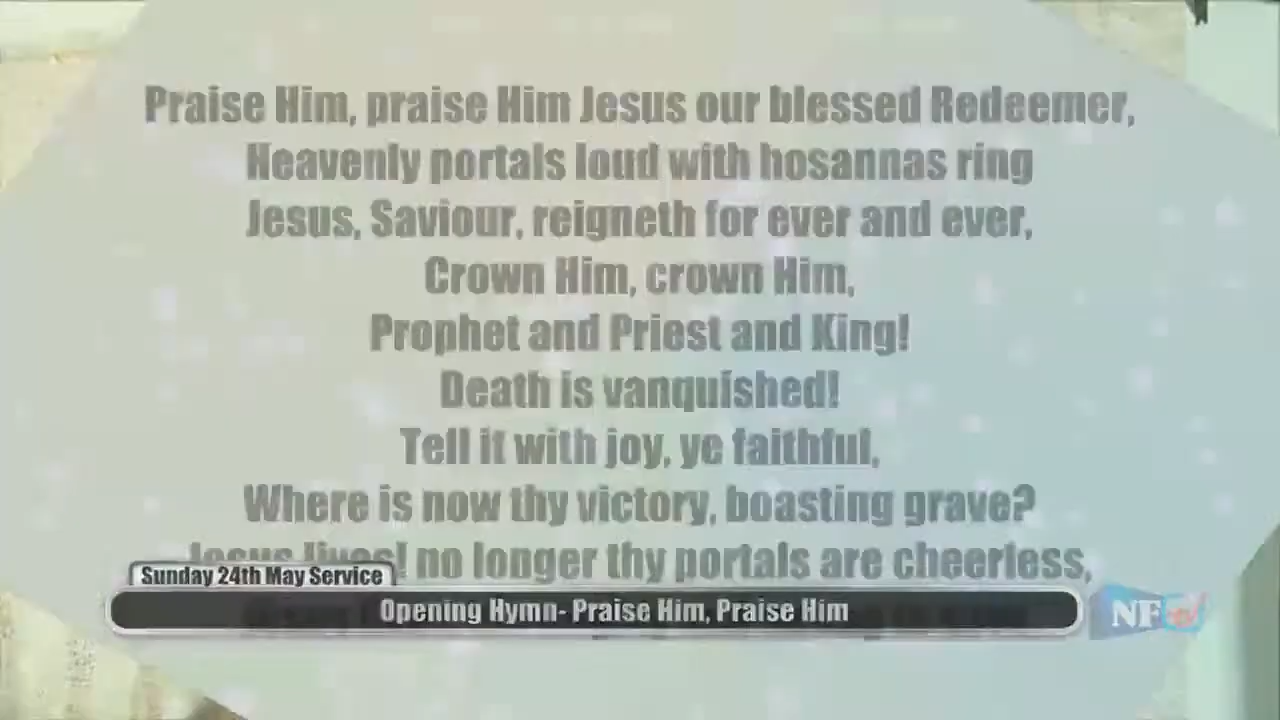 Praise Him, praise Him Jesus our blessed Redeemer,
Heavenly portals loud with hosannas ring
Jesus, Saviour, reigneth for ever and ever,
Crown Him, crown Him,
Prophet and Priest and King!
Death is vanquished!
Tell it with joy, ye faithful,
Where is now thy victory, boasting grave?
Jesus lives! no longer thy portals are cheerless,
Sunday 24th May Service
Opening Hymn- Praise Him, Praise Him
NFtv